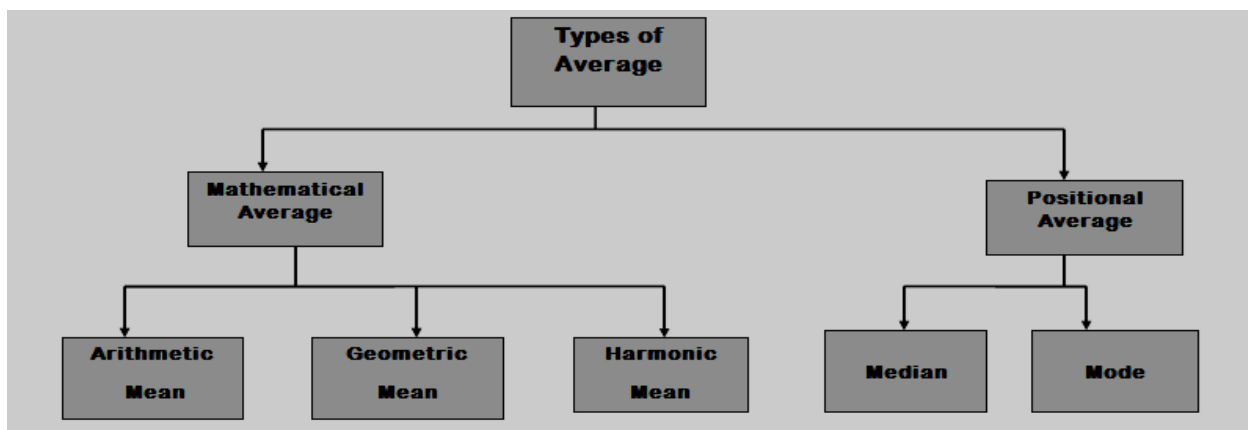 Types of
Average
Mathematical
Average
Positional
Average
Arithmetic
Mean
Geometric
Mean
Harmonic
Mean
Median
Mode